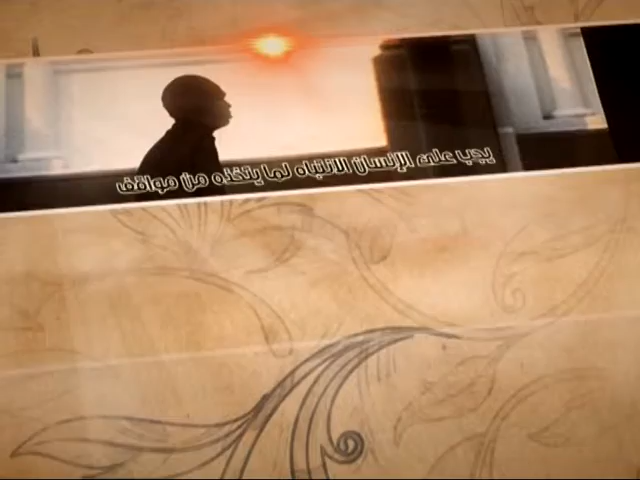 يجب على الإنسان الانتباه لما يتخذه من مواقف